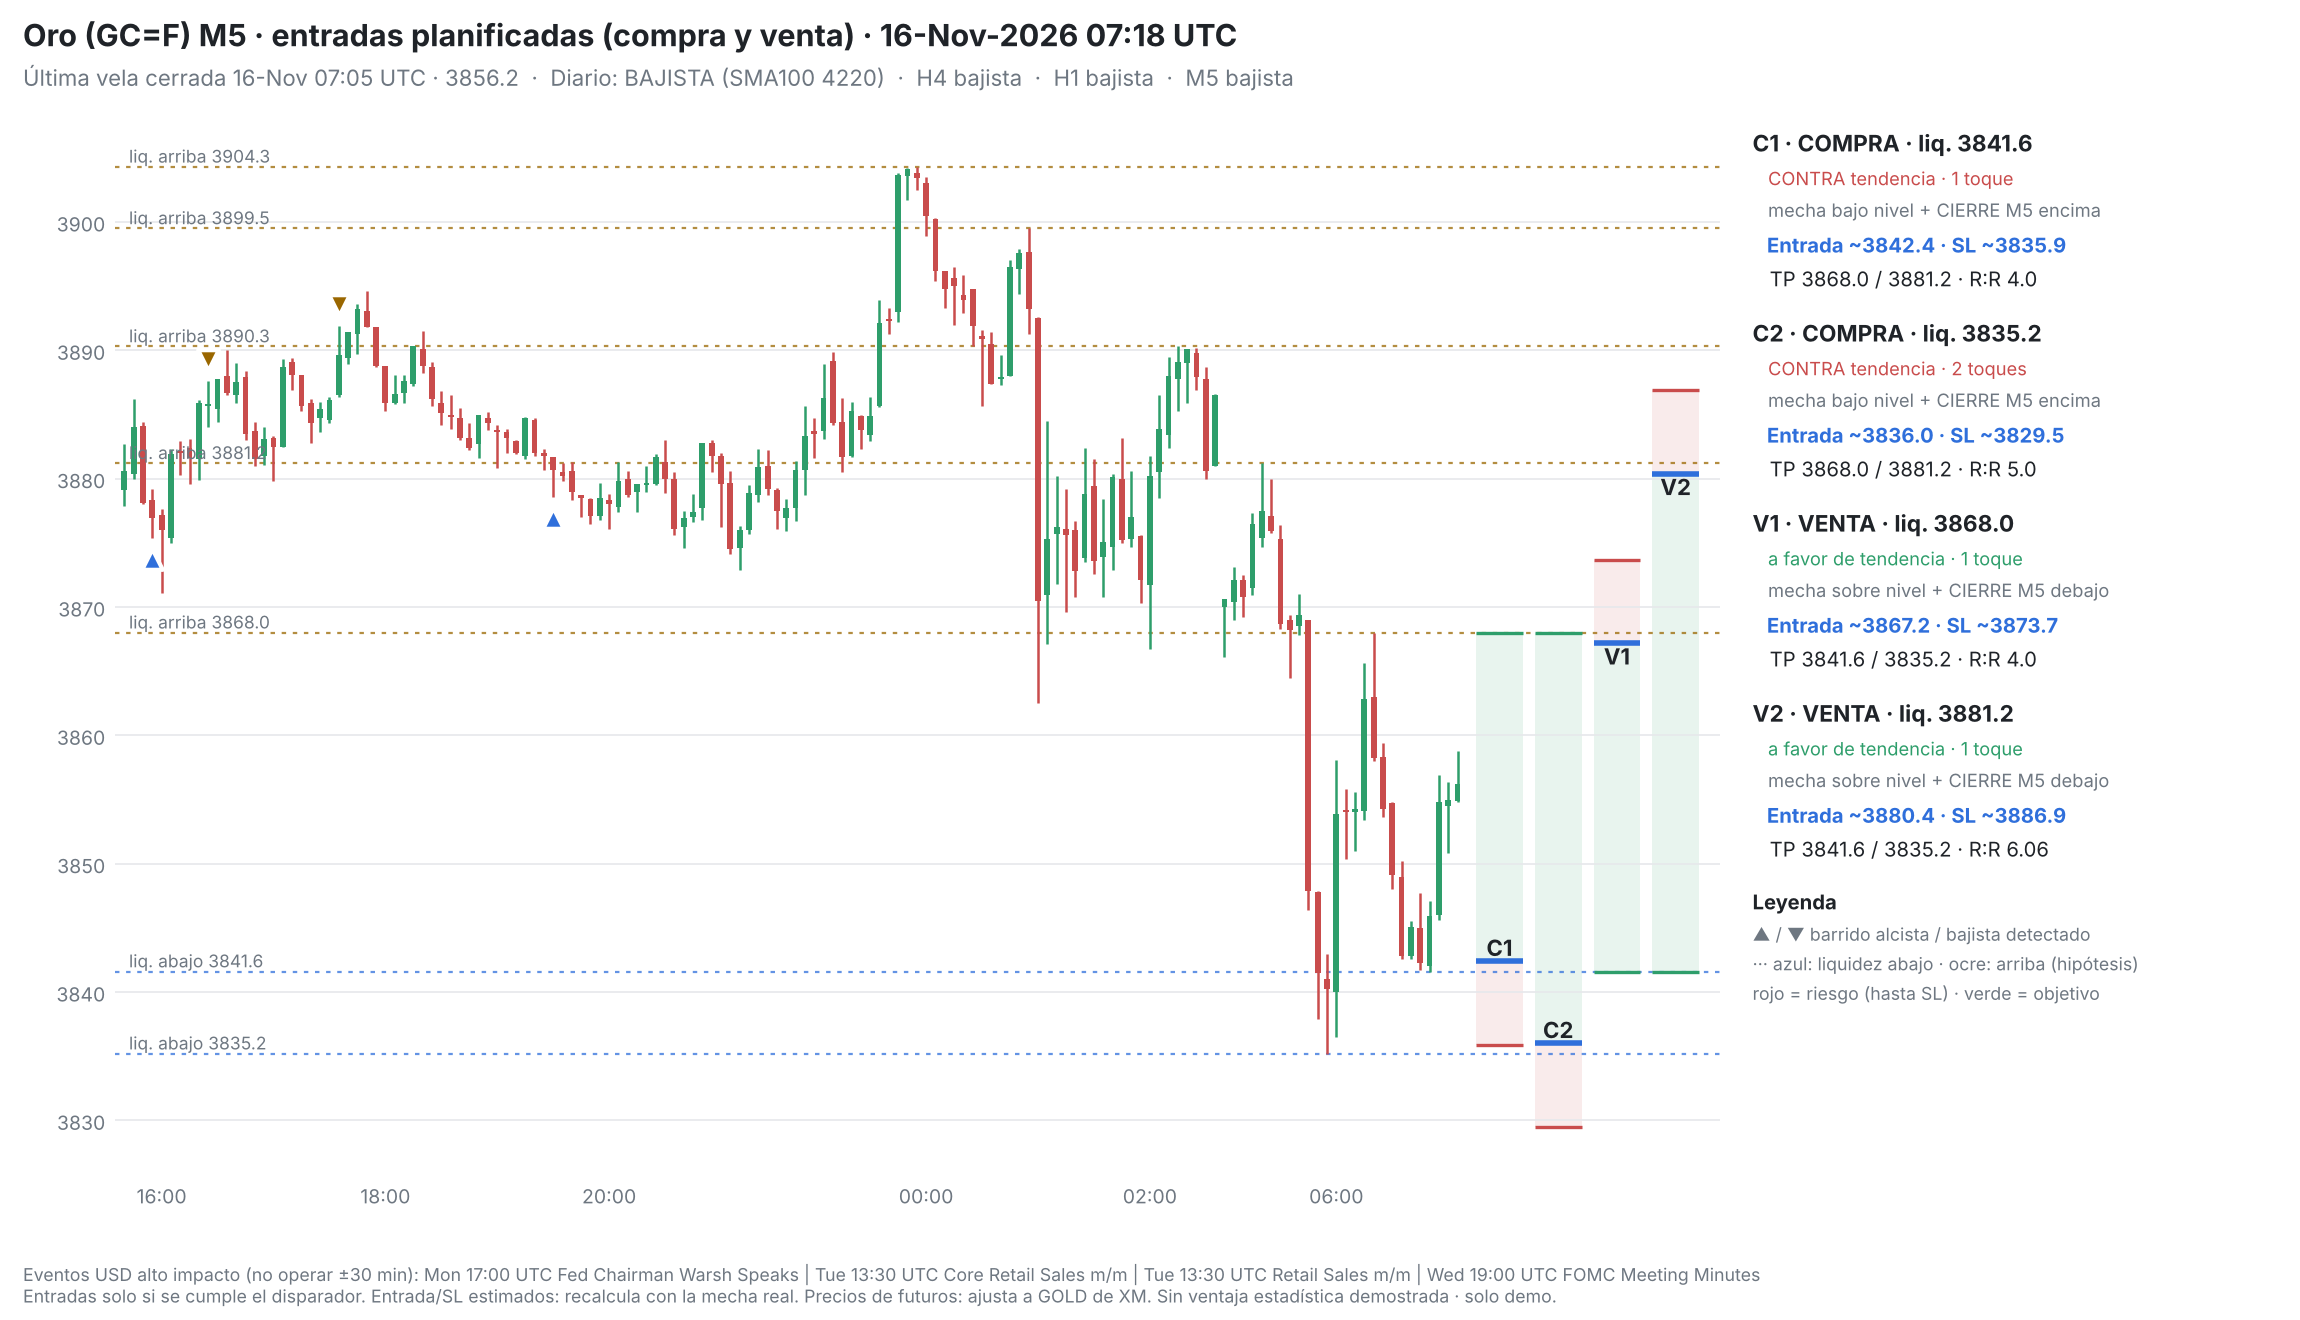 Oro (GC=F) M5 · entradas planificadas (compra y venta) · 16-Nov-2026 07:18 UTC
Última vela cerrada 16-Nov 07:05 UTC · 3856.2 · Diario: BAJISTA (SMA100 4220) · H4 bajista · H1 bajista · M5 bajista
liq. arriba 3904.3
3900
liq. arriba 3899.5
liq. arriba 3890.3
3890
liq. arriba 3881.2
3880
3870
liq. arriba 3868.0
3860
3850
liq. abajo 3841.6
3840
liq. abajo 3835.2
3830
C1
C2
V1
V2
16:00
18:00
20:00
00:00
02:00
06:00
C1 · COMPRA · liq. 3841.6
CONTRA tendencia · 1 toque
mecha bajo nivel + CIERRE M5 encima
Entrada ~3842.4 · SL ~3835.9
TP 3868.0 / 3881.2 · R:R 4.0
C2 · COMPRA · liq. 3835.2
CONTRA tendencia · 2 toques
mecha bajo nivel + CIERRE M5 encima
Entrada ~3836.0 · SL ~3829.5
TP 3868.0 / 3881.2 · R:R 5.0
V1 · VENTA · liq. 3868.0
a favor de tendencia · 1 toque
mecha sobre nivel + CIERRE M5 debajo
Entrada ~3867.2 · SL ~3873.7
TP 3841.6 / 3835.2 · R:R 4.0
V2 · VENTA · liq. 3881.2
a favor de tendencia · 1 toque
mecha sobre nivel + CIERRE M5 debajo
Entrada ~3880.4 · SL ~3886.9
TP 3841.6 / 3835.2 · R:R 6.06
Leyenda
▲ / ▼ barrido alcista / bajista detectado
··· azul: liquidez abajo · ocre: arriba (hipótesis)
rojo = riesgo (hasta SL) · verde = objetivo
Eventos USD alto impacto (no operar ±30 min): Mon 17:00 UTC Fed Chairman Warsh Speaks | Tue 13:30 UTC Core Retail Sales m/m | Tue 13:30 UTC Retail Sales m/m | Wed 19:00 UTC FOMC Meeting Minutes
Entradas solo si se cumple el disparador. Entrada/SL estimados: recalcula con la mecha real. Precios de futuros: ajusta a GOLD de XM. Sin ventaja estadística demostrada · solo demo.